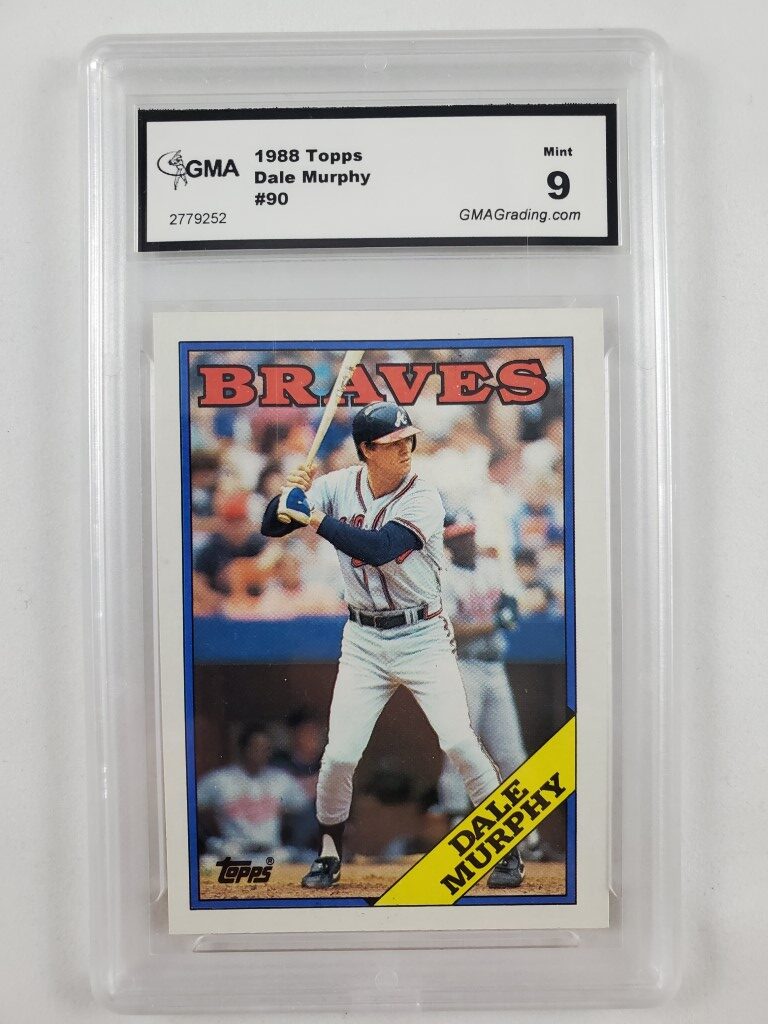 GMA
1988 Topps
Dale Murphy
#90
2779252
Mint
9
GMAGrading.com
BRAVES
A
DALE
MURPHY
Topps®